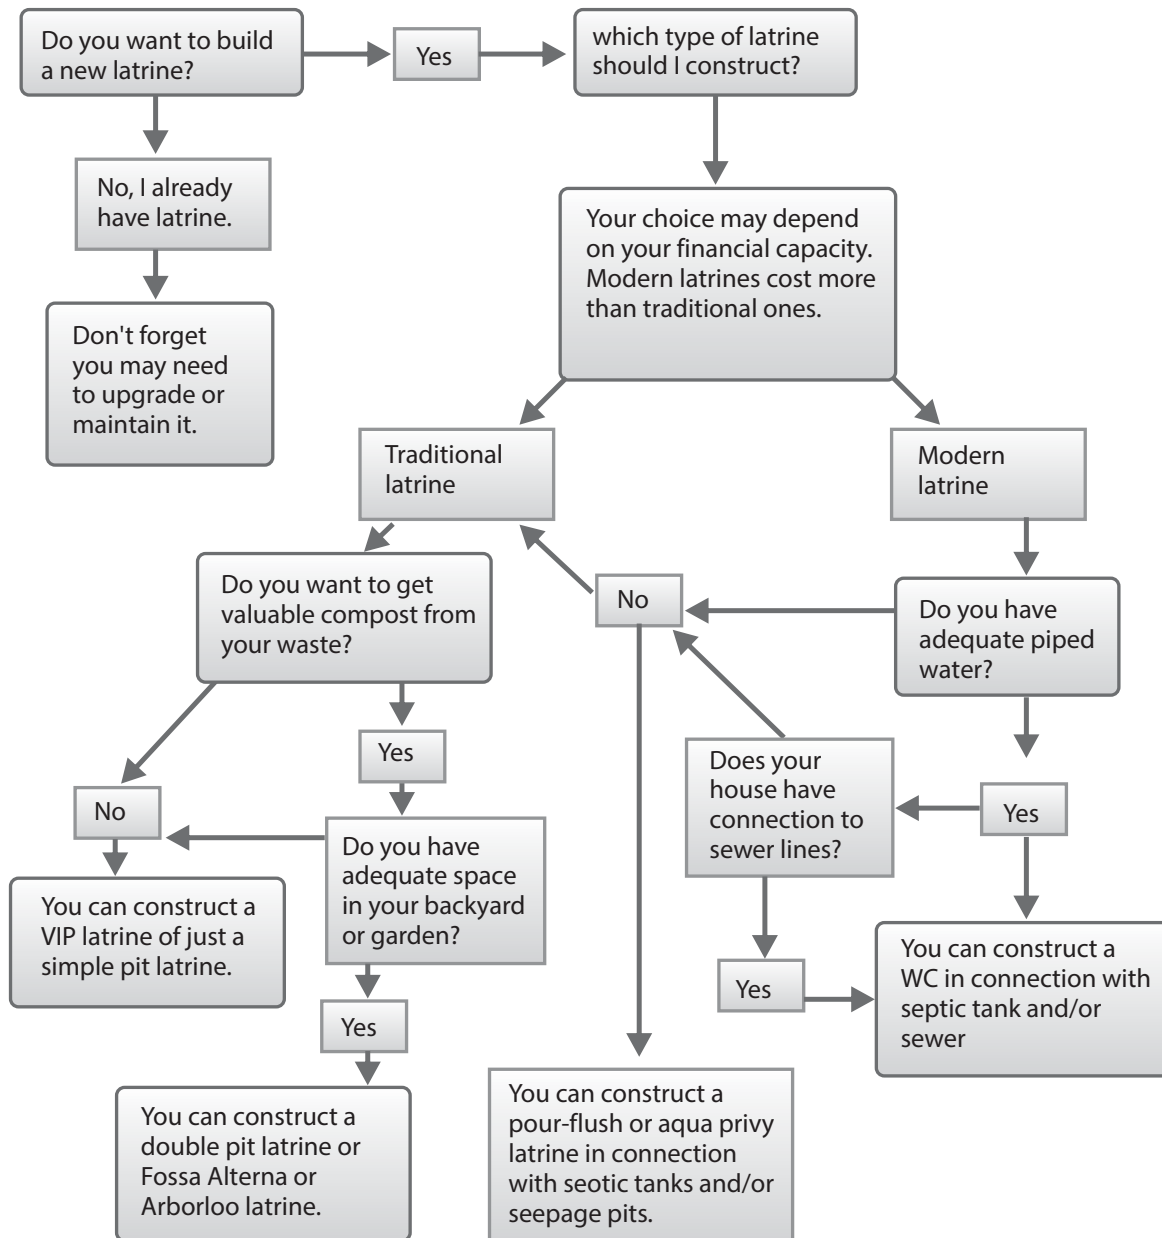 Do you want to build
a new latrine?
Yes
which type of latrine
should I construct?
No, I already
have latrine.
Your choice may depend
on your financial capacity.
Modern latrines cost more
than traditional ones.
Don't forget
you may need
to upgrade or
maintain it.
Traditional
latrine
Modern
latrine
Do you want to get
valuable compost from
your waste?
No
Do you have
adequate piped
water?
Yes
Does your
house have
connection to
sewer lines?
No
Yes
Do you have
adequate space
in your backyard
or garden?
You can construct a
VIP latrine of just a
simple pit latrine.
Yes
You can construct a
WC in connection with
septic tank and/or
sewer
Yes
You can construct a
double pit latrine or
Fossa Alterna or
Arborloo latrine.
You can construct a
pour-flush or aqua privy
latrine in connection
with seotic tanks and/or
seepage pits.